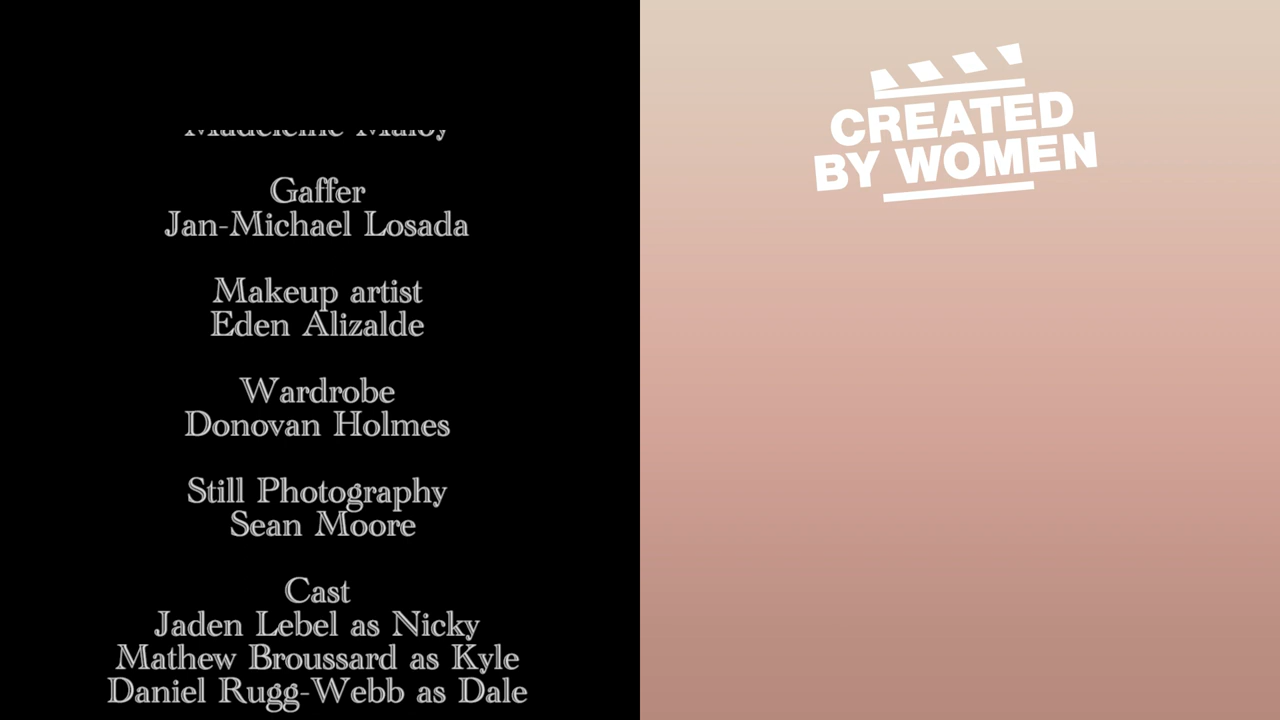 Gaffer
Jan-Michael Losada
Makeup artist
Eden Alizalde
Wardrobe
Donovan Holmes
Still Photography
Sean Moore
Cast
Jaden Lebel as Nicky
Mathew Broussard as Kyle
Daniel Rugg-Webb as Dale
CREATED
BY WOMEN